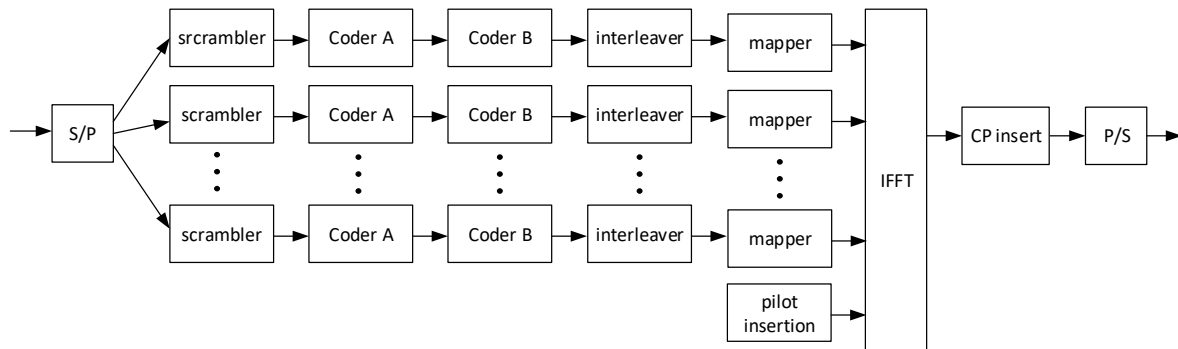 srcrambler
Coder A
Coder B
interleaver
mapper
S/P
scrambler
Coder A
Coder B
interleaver
mapper
IFFT
CP insert
P/S
scrambler
Coder A
Coder B
interleaver
mapper
pilot
insertion